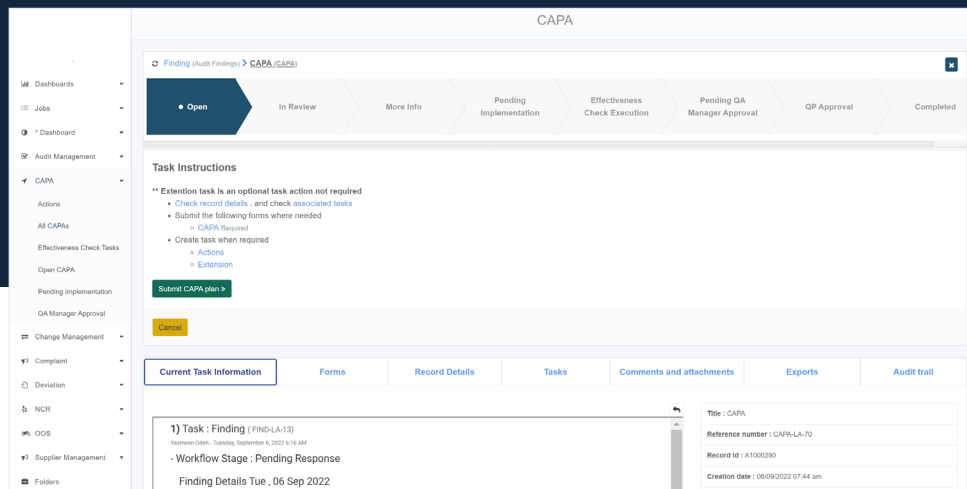 CAPA
Finding (Audit Findings) CAPA (CAPA)
Open
In Review
More Info
Pending Implementation
Effectiveness Check Execution
Pending QA Manager Approval
QP Approval
Completed
Dashboards
Jobs
* Dashboard
Audit Management
CAPA
Actions
All CAPAs
Effectiveness Check Tasks
Open CAPA
Pending Implementation
QA Manager Approval
Change Management
Complaint
Deviation
NCR
OOS
Supplier Management
Folders
Task Instructions
** Extention task is an optional task action not required
Check record details , and check associated tasks
Submit the following forms where needed
CAPA Required
Create task when required
Actions
Extension
Submit CAPA plan »
Cancel
Current Task Information
Forms
Record Details
Tasks
Comments and attachments
Exports
Audit trail
1) Task : Finding ( FIND-LA-13)
Yasmeen Odeh - Tuesday, September 6, 2022 6:16 AM
- Workflow Stage : Pending Response
Finding Details Tue , 06 Sep 2022
Title : CAPA
Reference number : CAPA-LA-70
Record Id : A1000290
Creation date : 06/09/2022 07:44 am